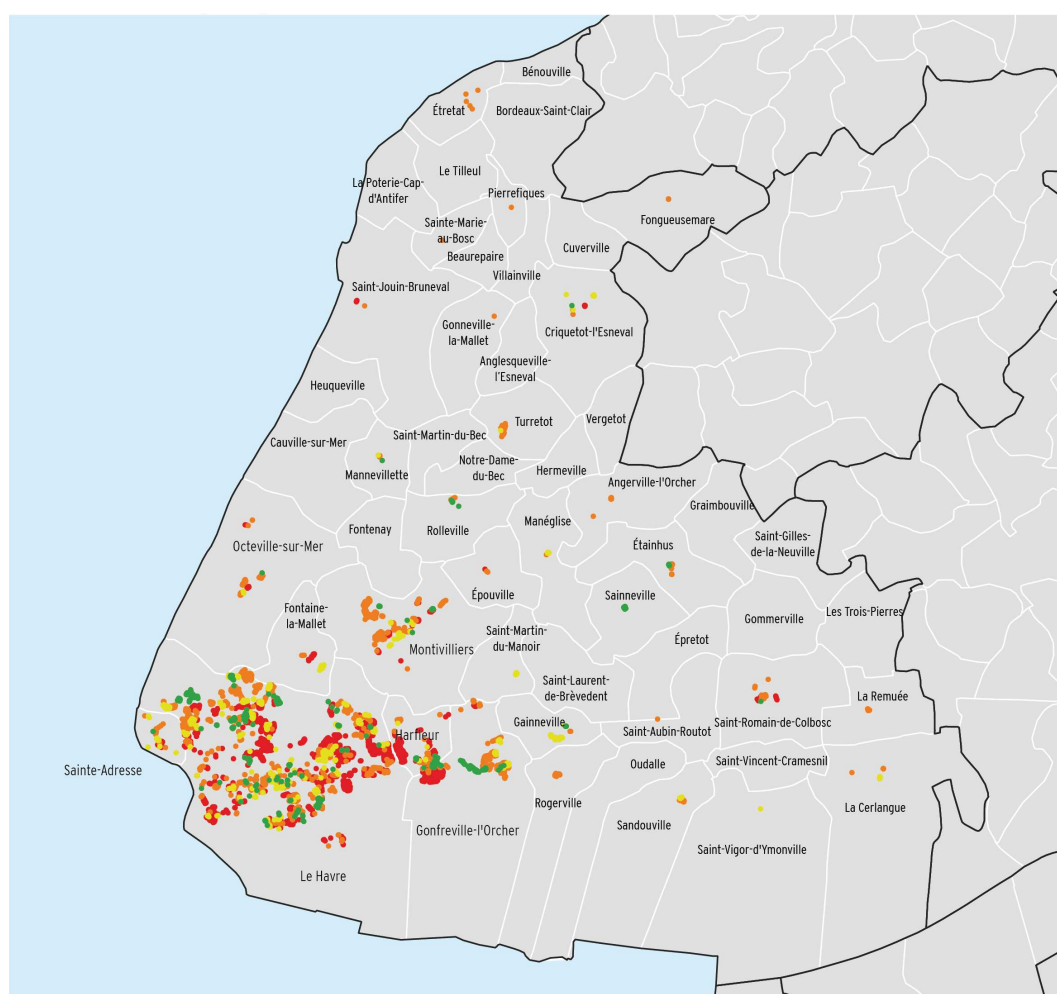 Bénouville
Étretat
Bordeaux-Saint-Clair
Le Tilleul
La Poterie-Cap-
d'Antifer
Pierrefiques
Fongueusemare
Sainte-Marie-
au-Bosc
Cuverville
Beaurepaire
Villainville
Saint-Jouin-Bruneval
Gonneville-
la-Mallet
Criquetot-l'Esneval
Anglesqueville-
l'Esneval
Heuqueville
Turretot
Vergetot
Saint-Martin-du-Bec
Cauville-sur-Mer
Notre-Dame-
du-Bec
Mannevillette
Hermeville
Angerville-l'Orcher
Graimbouville
Fontenay
Rolleville
Manéglise
Saint-Gilles-
de-la-Neuville
Octeville-sur-Mer
Étainhus
Épouville
Sainneville
Fontaine-
la-Mallet
Les Trois-Pierres
Gommerville
Saint-Martin-
du-Manoir
Montivilliers
Épretot
Saint-Laurent-
de-Brèvedent
La Remuée
Gainneville
Saint-Romain-de-Colbosc
Saint-Aubin-Routot
Harfleur
Saint-Vincent-Cramesnil
Oudalle
Sainte-Adresse
Rogerville
La Cerlangue
Sandouville
Gonfreville-l'Orcher
Saint-Vigor-d'Ymonville
Le Havre